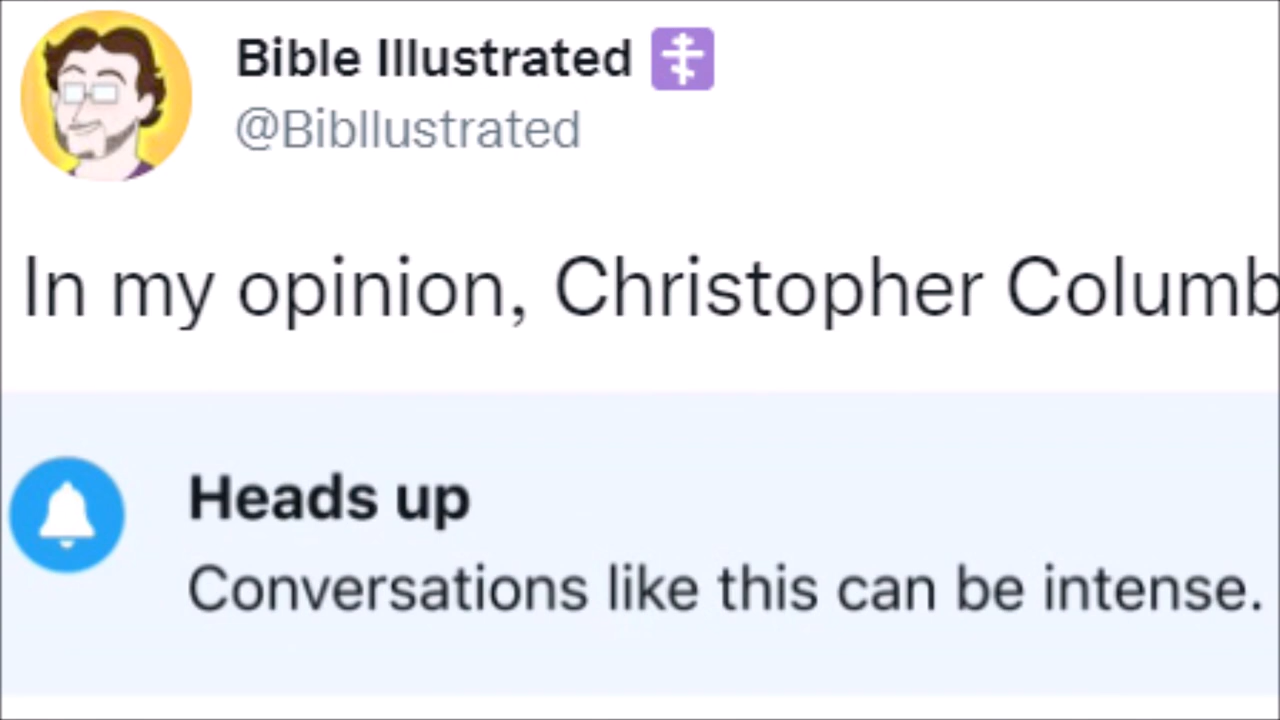 Bible Illustrated ☦
@Bibllustrated
In my opinion, Christopher Columb
Heads up
Conversations like this can be intense.